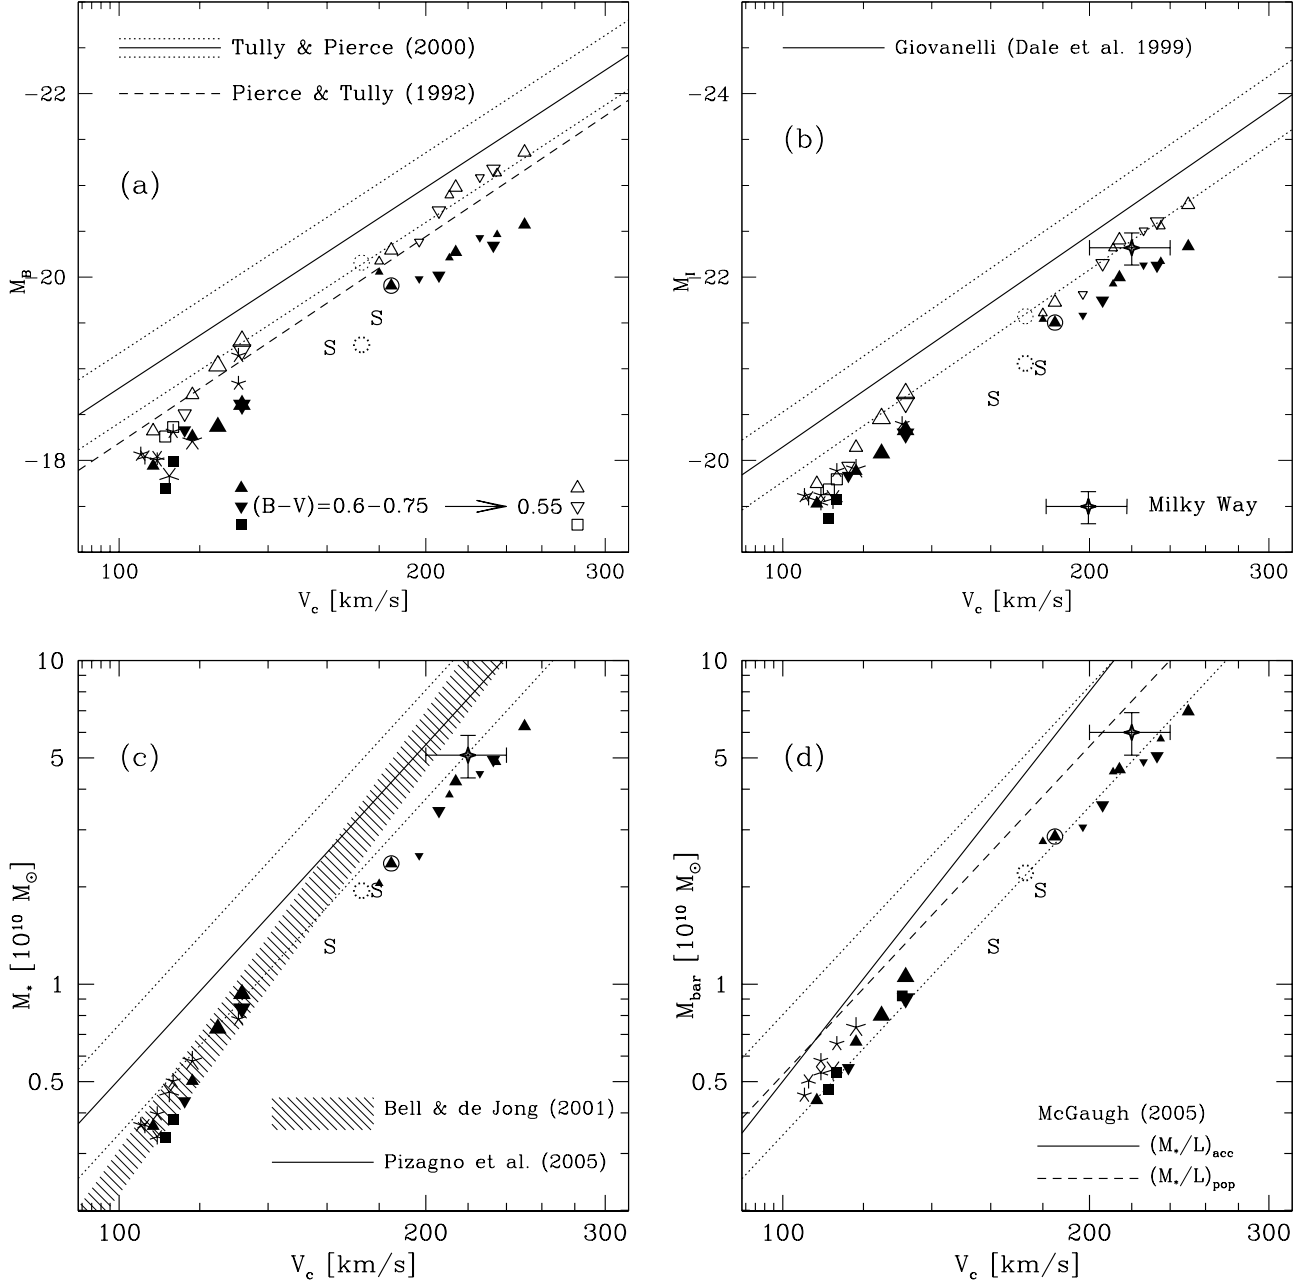 Tully & Pierce (2000)
Pierce & Tully (1992)
(a)
−22
−20
−18
M_B
S
S
(B−V)=0.6−0.75
0.55
100
200
300
V_c [km/s]
Giovanelli (Dale et al. 1999)
(b)
−24
−22
−20
M_I
S
S
Milky Way
100
200
300
V_c [km/s]
10
5
1
0.5
(c)
M_* [10^10 M_⊙]
S
S
Bell & de Jong (2001)
Pizagno et al. (2005)
100
200
300
V_c [km/s]
10
5
1
0.5
(d)
M_bar [10^10 M_⊙]
S
S
McGaugh (2005)
(M_*/L)_acc
(M_*/L)_pop
100
200
300
V_c [km/s]